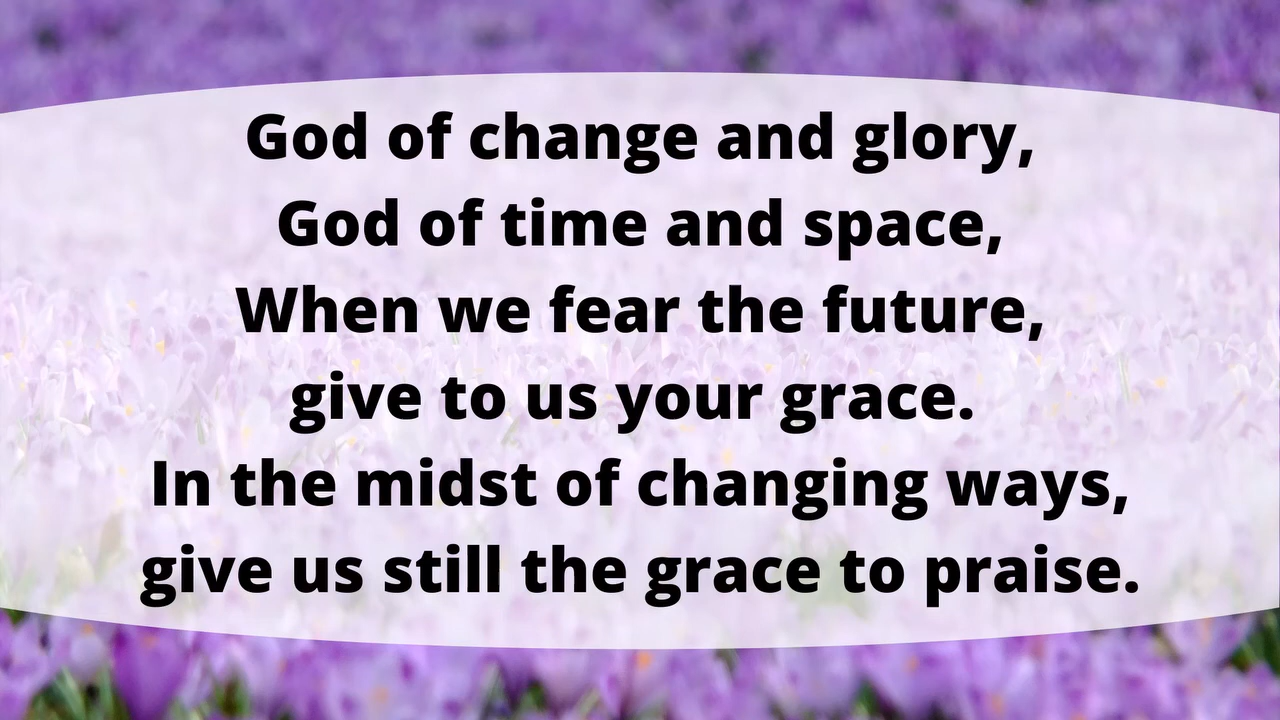 God of change and glory,
God of time and space,
When we fear the future,
give to us your grace.
In the midst of changing ways,
give us still the grace to praise.